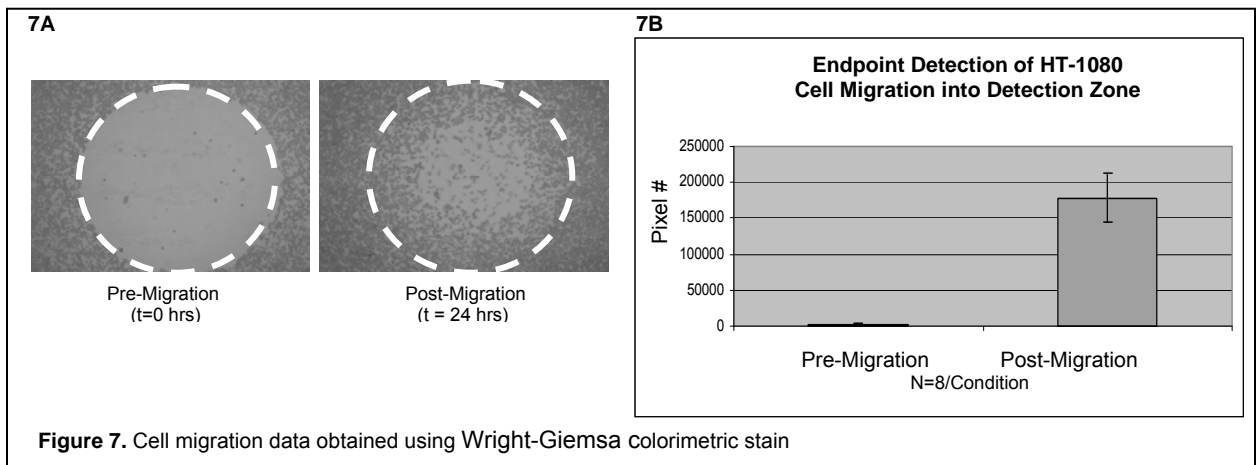 7A
Pre-Migration
(t=0 hrs)
Post-Migration
(t = 24 hrs)
7B
Endpoint Detection of HT-1080
Cell Migration into Detection Zone
Pixel #
250000
200000
150000
100000
50000
0
Pre-Migration
Post-Migration
N=8/Condition
Figure 7. Cell migration data obtained using Wright-Giemsa colorimetric stain